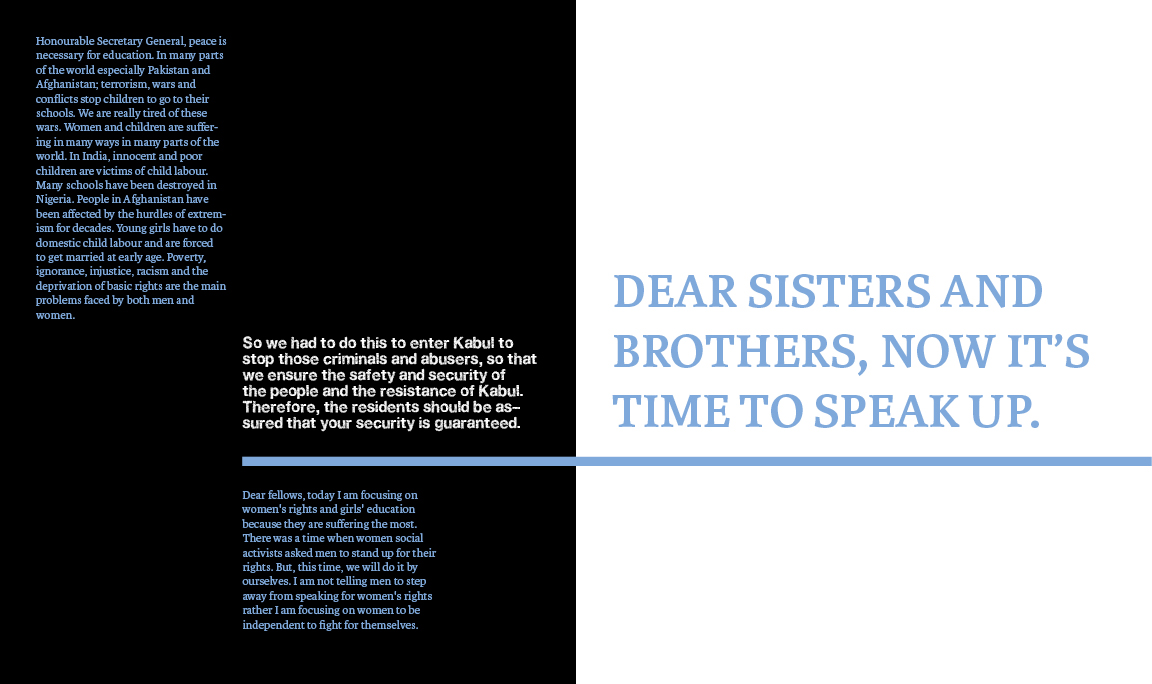 Honourable Secretary General, peace is
necessary for education. In many parts
of the world especially Pakistan and
Afghanistan; terrorism, wars and
conflicts stop children to go to their
schools. We are really tired of these
wars. Women and children are suffer-
ing in many ways in many parts of the
world. In India, innocent and poor
children are victims of child labour.
Many schools have been destroyed in
Nigeria. People in Afghanistan have
been affected by the hurdles of extrem-
ism for decades. Young girls have to do
domestic child labour and are forced
to get married at early age. Poverty,
ignorance, injustice, racism and the
deprivation of basic rights are the main
problems faced by both men and
women.
So we had to do this to enter Kabul to
stop those criminals and abusers, so that
we ensure the safety and security of
the people and the resistance of Kabul.
Therefore, the residents should be as-
sured that your security is guaranteed.
Dear fellows, today I am focusing on
women's rights and girls' education
because they are suffering the most.
There was a time when women social
activists asked men to stand up for their
rights. But, this time, we will do it by
ourselves. I am not telling men to step
away from speaking for women's rights
rather I am focusing on women to be
independent to fight for themselves.
DEAR SISTERS AND
BROTHERS, NOW IT’S
TIME TO SPEAK UP.